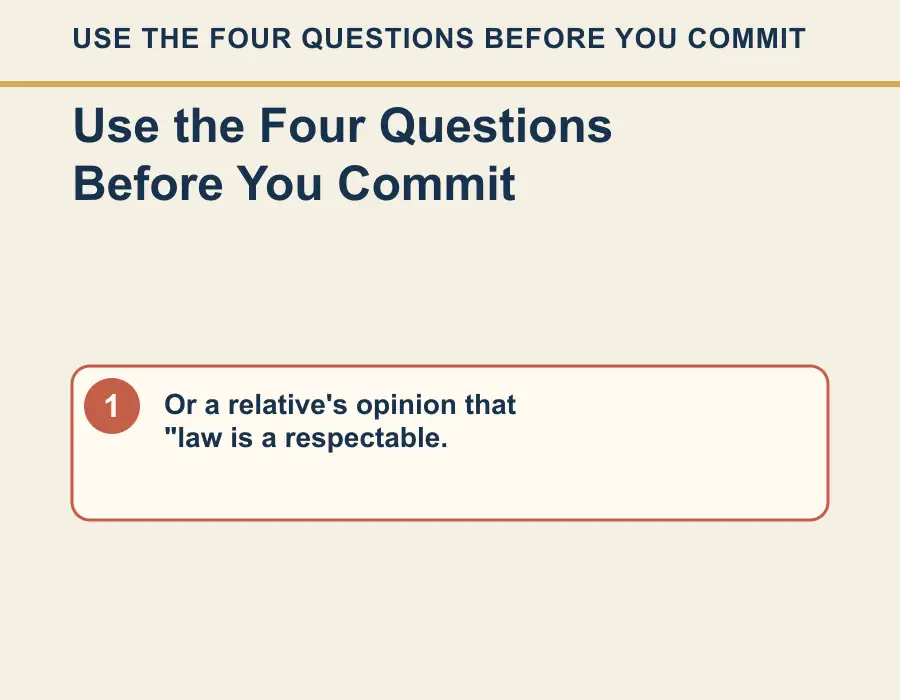 USE THE FOUR QUESTIONS BEFORE YOU COMMIT
Use the Four Questions
Before You Commit
1
Or a relative's opinion that
"law is a respectable.